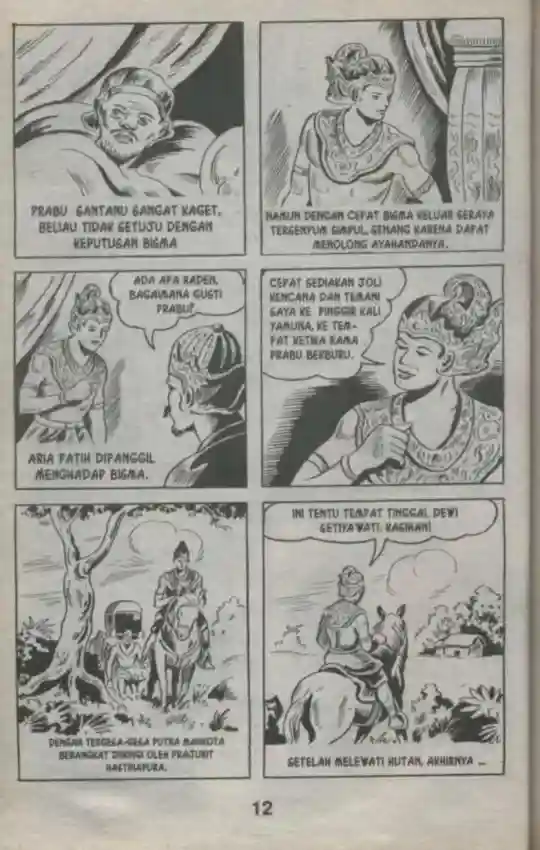 PRABU SANTANU SANGAT KAGET.
BELIAU TIDAK SETUJU DENGAN
KEPUTUSAN BISMA
NAMUN DENGAN CEPAT BISMA KELUAR SERAYA
TERSENYUM SIMPUL, SENANG KARENA DAPAT
MENOLONG AYAHANDANYA.
ADA APA RADEN,
BAGAIMANA GUSTI
PRABU?
ARIA PATIH DIPANGGIL
MENGHADAP BISMA.
CEPAT SEDIAKAN JOLI
KENCANA DAN TEMANI
SAYA KE PINGGIR KALI
YAMUNA, KE TEM-
PAT KETIKA RAMA
PRABU BERBURU.
DENGAN TERGESA-GESA PUTRA MAHKOTA
BERANGKAT DIIRINGI OLEH PRAJURIT
HASTINAPURA.
INI TENTU TEMPAT TINGGAL DEWI
SETIYAWATI. KASIHAN!
SETELAH MELEWATI HUTAN, AKHIRNYA ...
12